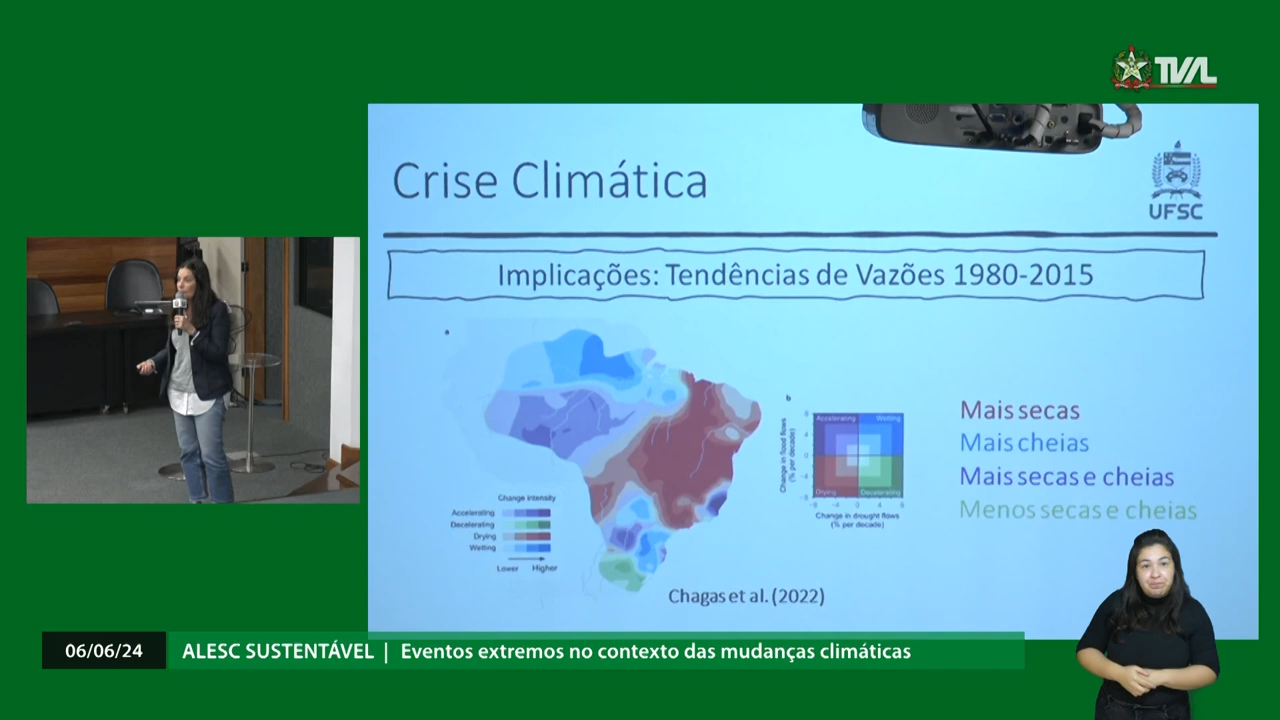 TVAL
Crise Climática
UFSC
Implicações: Tendências de Vazões 1980-2015
a
b
Accelerating
Wetting
Drying
Decelerating
Change in flood flows
(% per decade)
Change in drought flows
(% per decade)
Mais secas
Mais cheias
Mais secas e cheias
Menos secas e cheias
Change intensity
Accelerating
Decelerating
Drying
Wetting
Lower Higher
Chagas et al. (2022)
06/06/24
ALESC SUSTENTÁVEL | Eventos extremos no contexto das mudanças climáticas